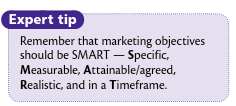 Expert tip
Remember that marketing objectives
should be SMART — Specific,
Measurable, Attainable/agreed,
Realistic, and in a Timeframe.